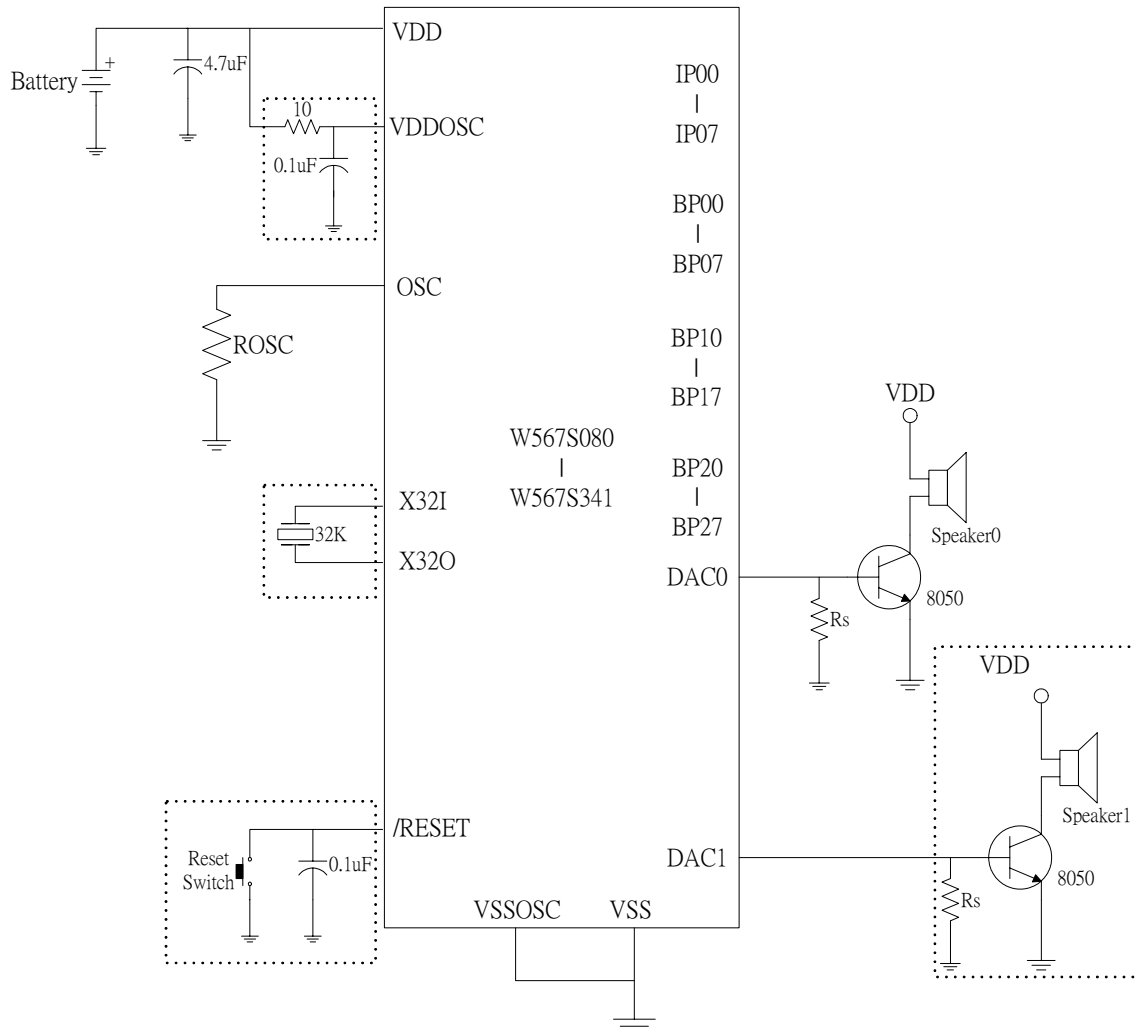 VDD
4.7uF
+
Battery
10
VDDOSC
0.1uF
OSC
ROSC
X32I
32K
X32O
/RESET
Reset
Switch
0.1uF
VSSOSC
VSS
W567S080
|
W567S341
IP00
|
IP07
BP00
|
BP07
BP10
|
BP17
BP20
|
BP27
DAC0
Rs
VDD
Speaker0
8050
DAC1
Rs
VDD
Speaker1
8050